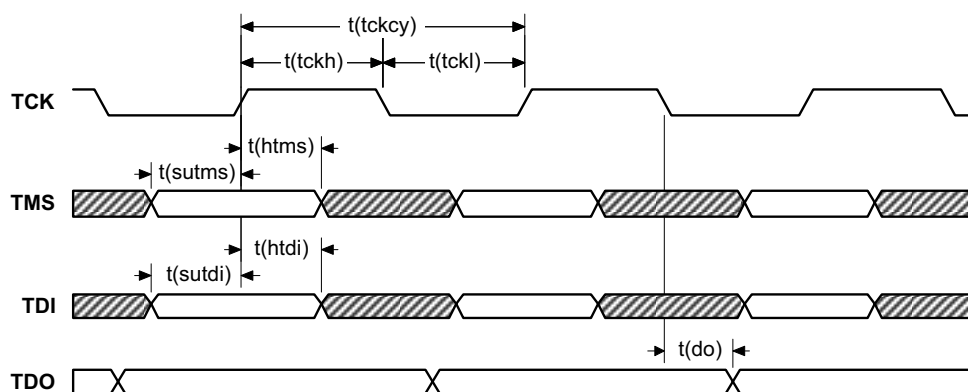 t(tckcy)
t(tckh)
t(tckl)
TCK
t(htms)
t(sutms)
TMS
t(htdi)
t(sutdi)
TDI
t(do)
TDO